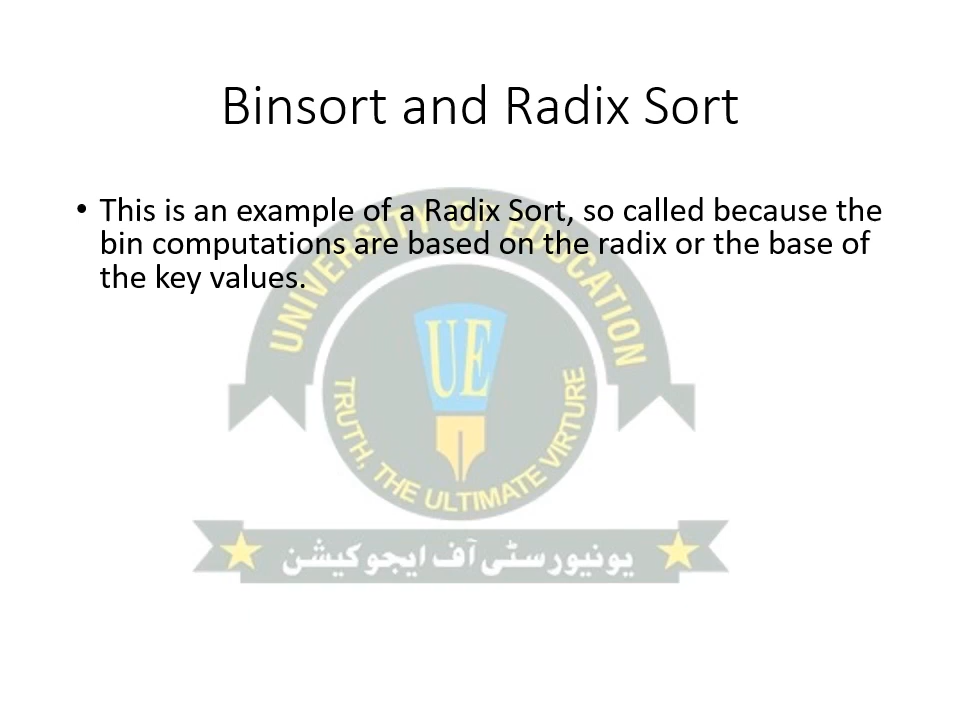 Binsort and Radix Sort
• This is an example of a Radix Sort, so called because the
bin computations are based on the radix or the base of
the key values.
UNIVERSITY OF EDUCATION
UE
TRUTH, THE ULTIMATE VIRTURE
یونیورسٹی آف ایجوکیشن